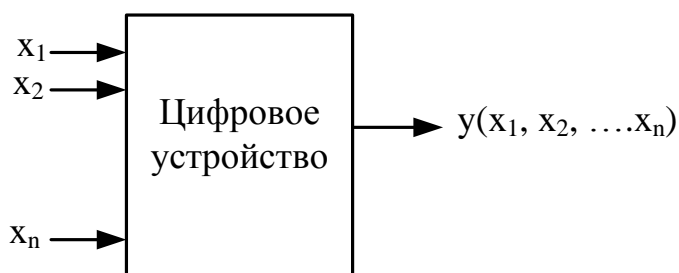 x₁
x₂
Цифровое
устройство
y(x₁, x₂, ….xₙ)
xₙ